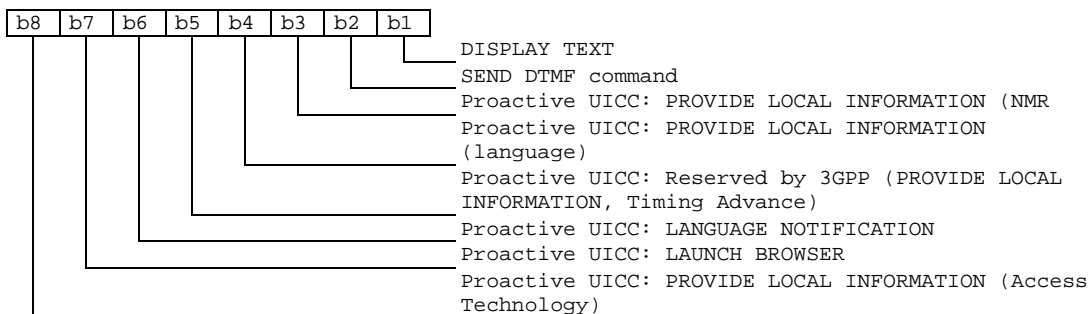 b8 b7 b6 b5 b4 b3 b2 b1
DISPLAY TEXT
SEND DTMF command
Proactive UICC: PROVIDE LOCAL INFORMATION (NMR
Proactive UICC: PROVIDE LOCAL INFORMATION
(language)
Proactive UICC: Reserved by 3GPP (PROVIDE LOCAL
INFORMATION, Timing Advance)
Proactive UICC: LANGUAGE NOTIFICATION
Proactive UICC: LAUNCH BROWSER
Proactive UICC: PROVIDE LOCAL INFORMATION (Access
Technology)